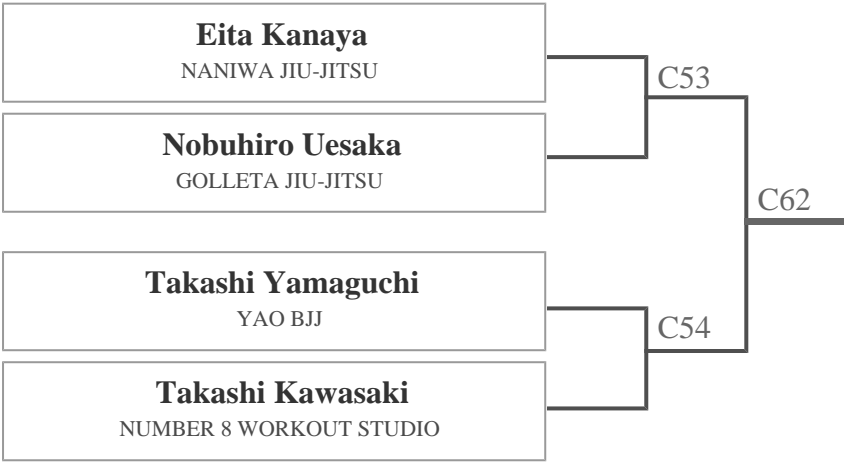 Eita Kanaya
NANIWA JIU-JITSU
C53
Nobuhiro Uesaka
GOLLETA JIU-JITSU
C62
Takashi Yamaguchi
YAO BJJ
C54
Takashi Kawasaki
NUMBER 8 WORKOUT STUDIO